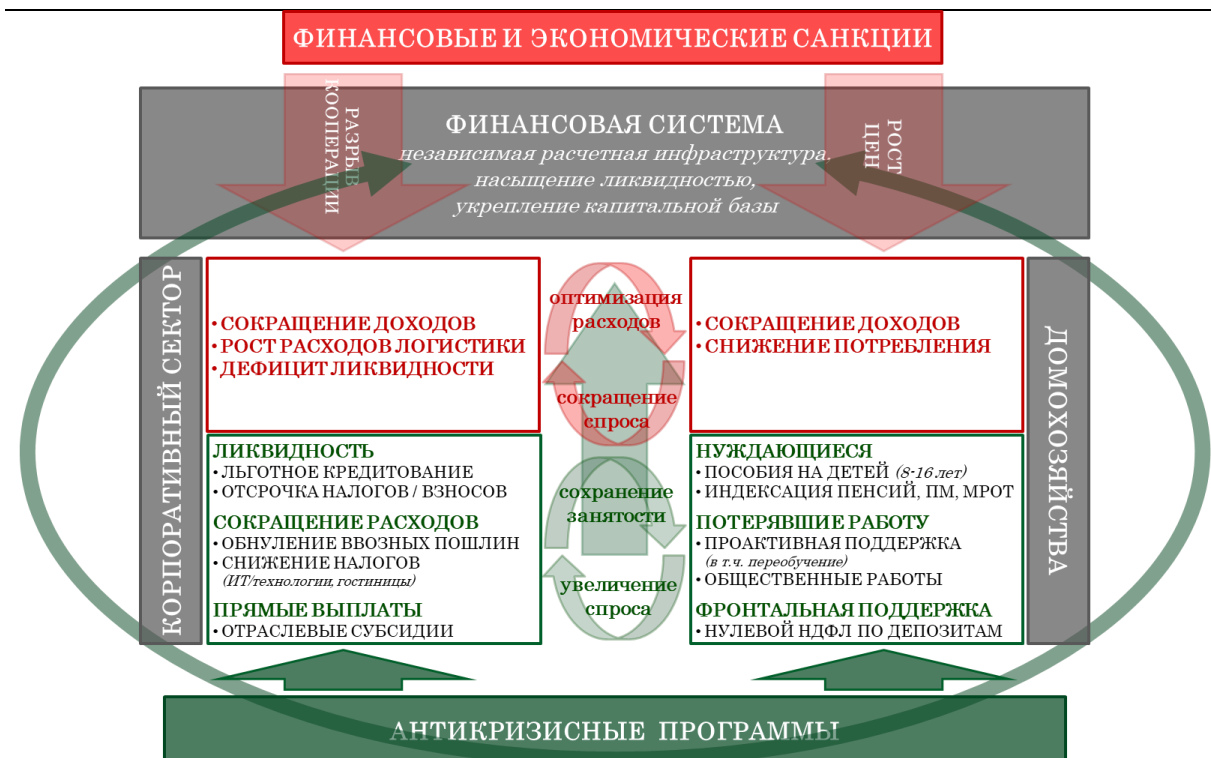 ФИНАНСОВЫЕ И ЭКОНОМИЧЕСКИЕ САНКЦИИ
РАЗРЫВ
КООПЕРАЦИИ
РОСТ
ЦЕН
ФИНАНСОВАЯ СИСТЕМА
независимая расчетная инфраструктура.
насыщение ликвидностью,
укрепление капитальной базы
КОРПОРАТИВНЫЙ СЕКТОР
• СОКРАЩЕНИЕ ДОХОДОВ
• РОСТ РАСХОДОВ ЛОГИСТИКИ
• ДЕФИЦИТ ЛИКВИДНОСТИ
оптимизация
расходов
сокращение
спроса
• СОКРАЩЕНИЕ ДОХОДОВ
• СНИЖЕНИЕ ПОТРЕБЛЕНИЯ
ДОМОХОЗЯЙСТВА
ЛИКВИДНОСТЬ
• ЛЬГОТНОЕ КРЕДИТОВАНИЕ
• ОТСРОЧКА НАЛОГОВ / ВЗНОСОВ
СОКРАЩЕНИЕ РАСХОДОВ
• ОБНУЛЕНИЕ ВВОЗНЫХ ПОШЛИН
• СНИЖЕНИЕ НАЛОГОВ
(ИТ/технологии, гостиницы)
ПРЯМЫЕ ВЫПЛАТЫ
• ОТРАСЛЕВЫЕ СУБСИДИИ
сохранение
занятости
увеличение
спроса
НУЖДАЮЩИЕСЯ
• ПОСОБИЯ НА ДЕТЕЙ (8-16 лет)
• ИНДЕКСАЦИЯ ПЕНСИЙ, ПМ, МРОТ
ПОТЕРЯВШИЕ РАБОТУ
• ПРОАКТИВНАЯ ПОДДЕРЖКА
(в т.ч. переобучение)
• ОБЩЕСТВЕННЫЕ РАБОТЫ
ФРОНТАЛЬНАЯ ПОДДЕРЖКА
• НУЛЕВОЙ НДФЛ ПО ДЕПОЗИТАМ
АНТИКРИЗИСНЫЕ ПРОГРАММЫ